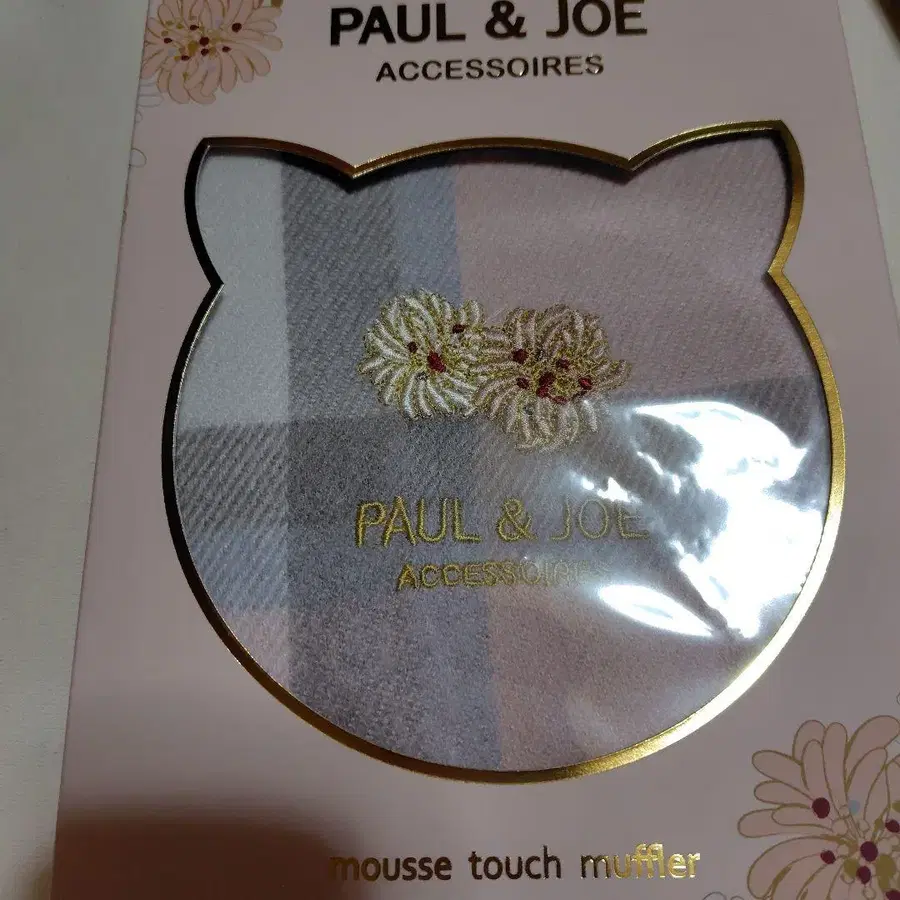 PAUL & JOE
ACCESSOIRES
PAUL & JOE
ACCESSOIRES
mousse touch muffler